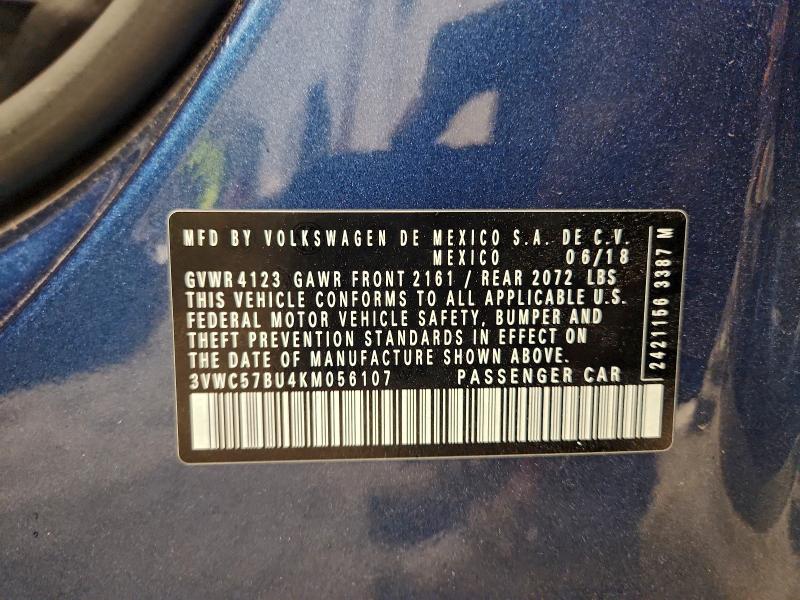 MFD BY VOLKSWAGEN DE MEXICO S.A. DE C.V.
MEXICO 06/18
GVWR 4123 GAWR FRONT 2161 / REAR 2072 LBS
THIS VEHICLE CONFORMS TO ALL APPLICABLE U.S.
FEDERAL MOTOR VEHICLE SAFETY, BUMPER AND
THEFT PREVENTION STANDARDS IN EFFECT ON
THE DATE OF MANUFACTURE SHOWN ABOVE.
3VWC57BU4KM056107 PASSENGER CAR
2421156 3387 M